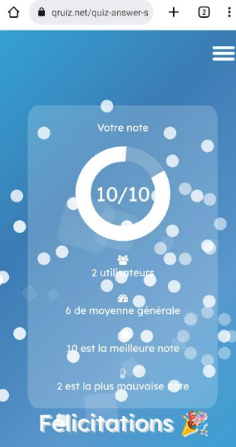 qruiz.net/quiz-answer-s
2
Votre note
10/10
2 utilisateurs
6 de moyenne générale
10 est la meilleure note
2 est la plus mauvaise note
Félicitations